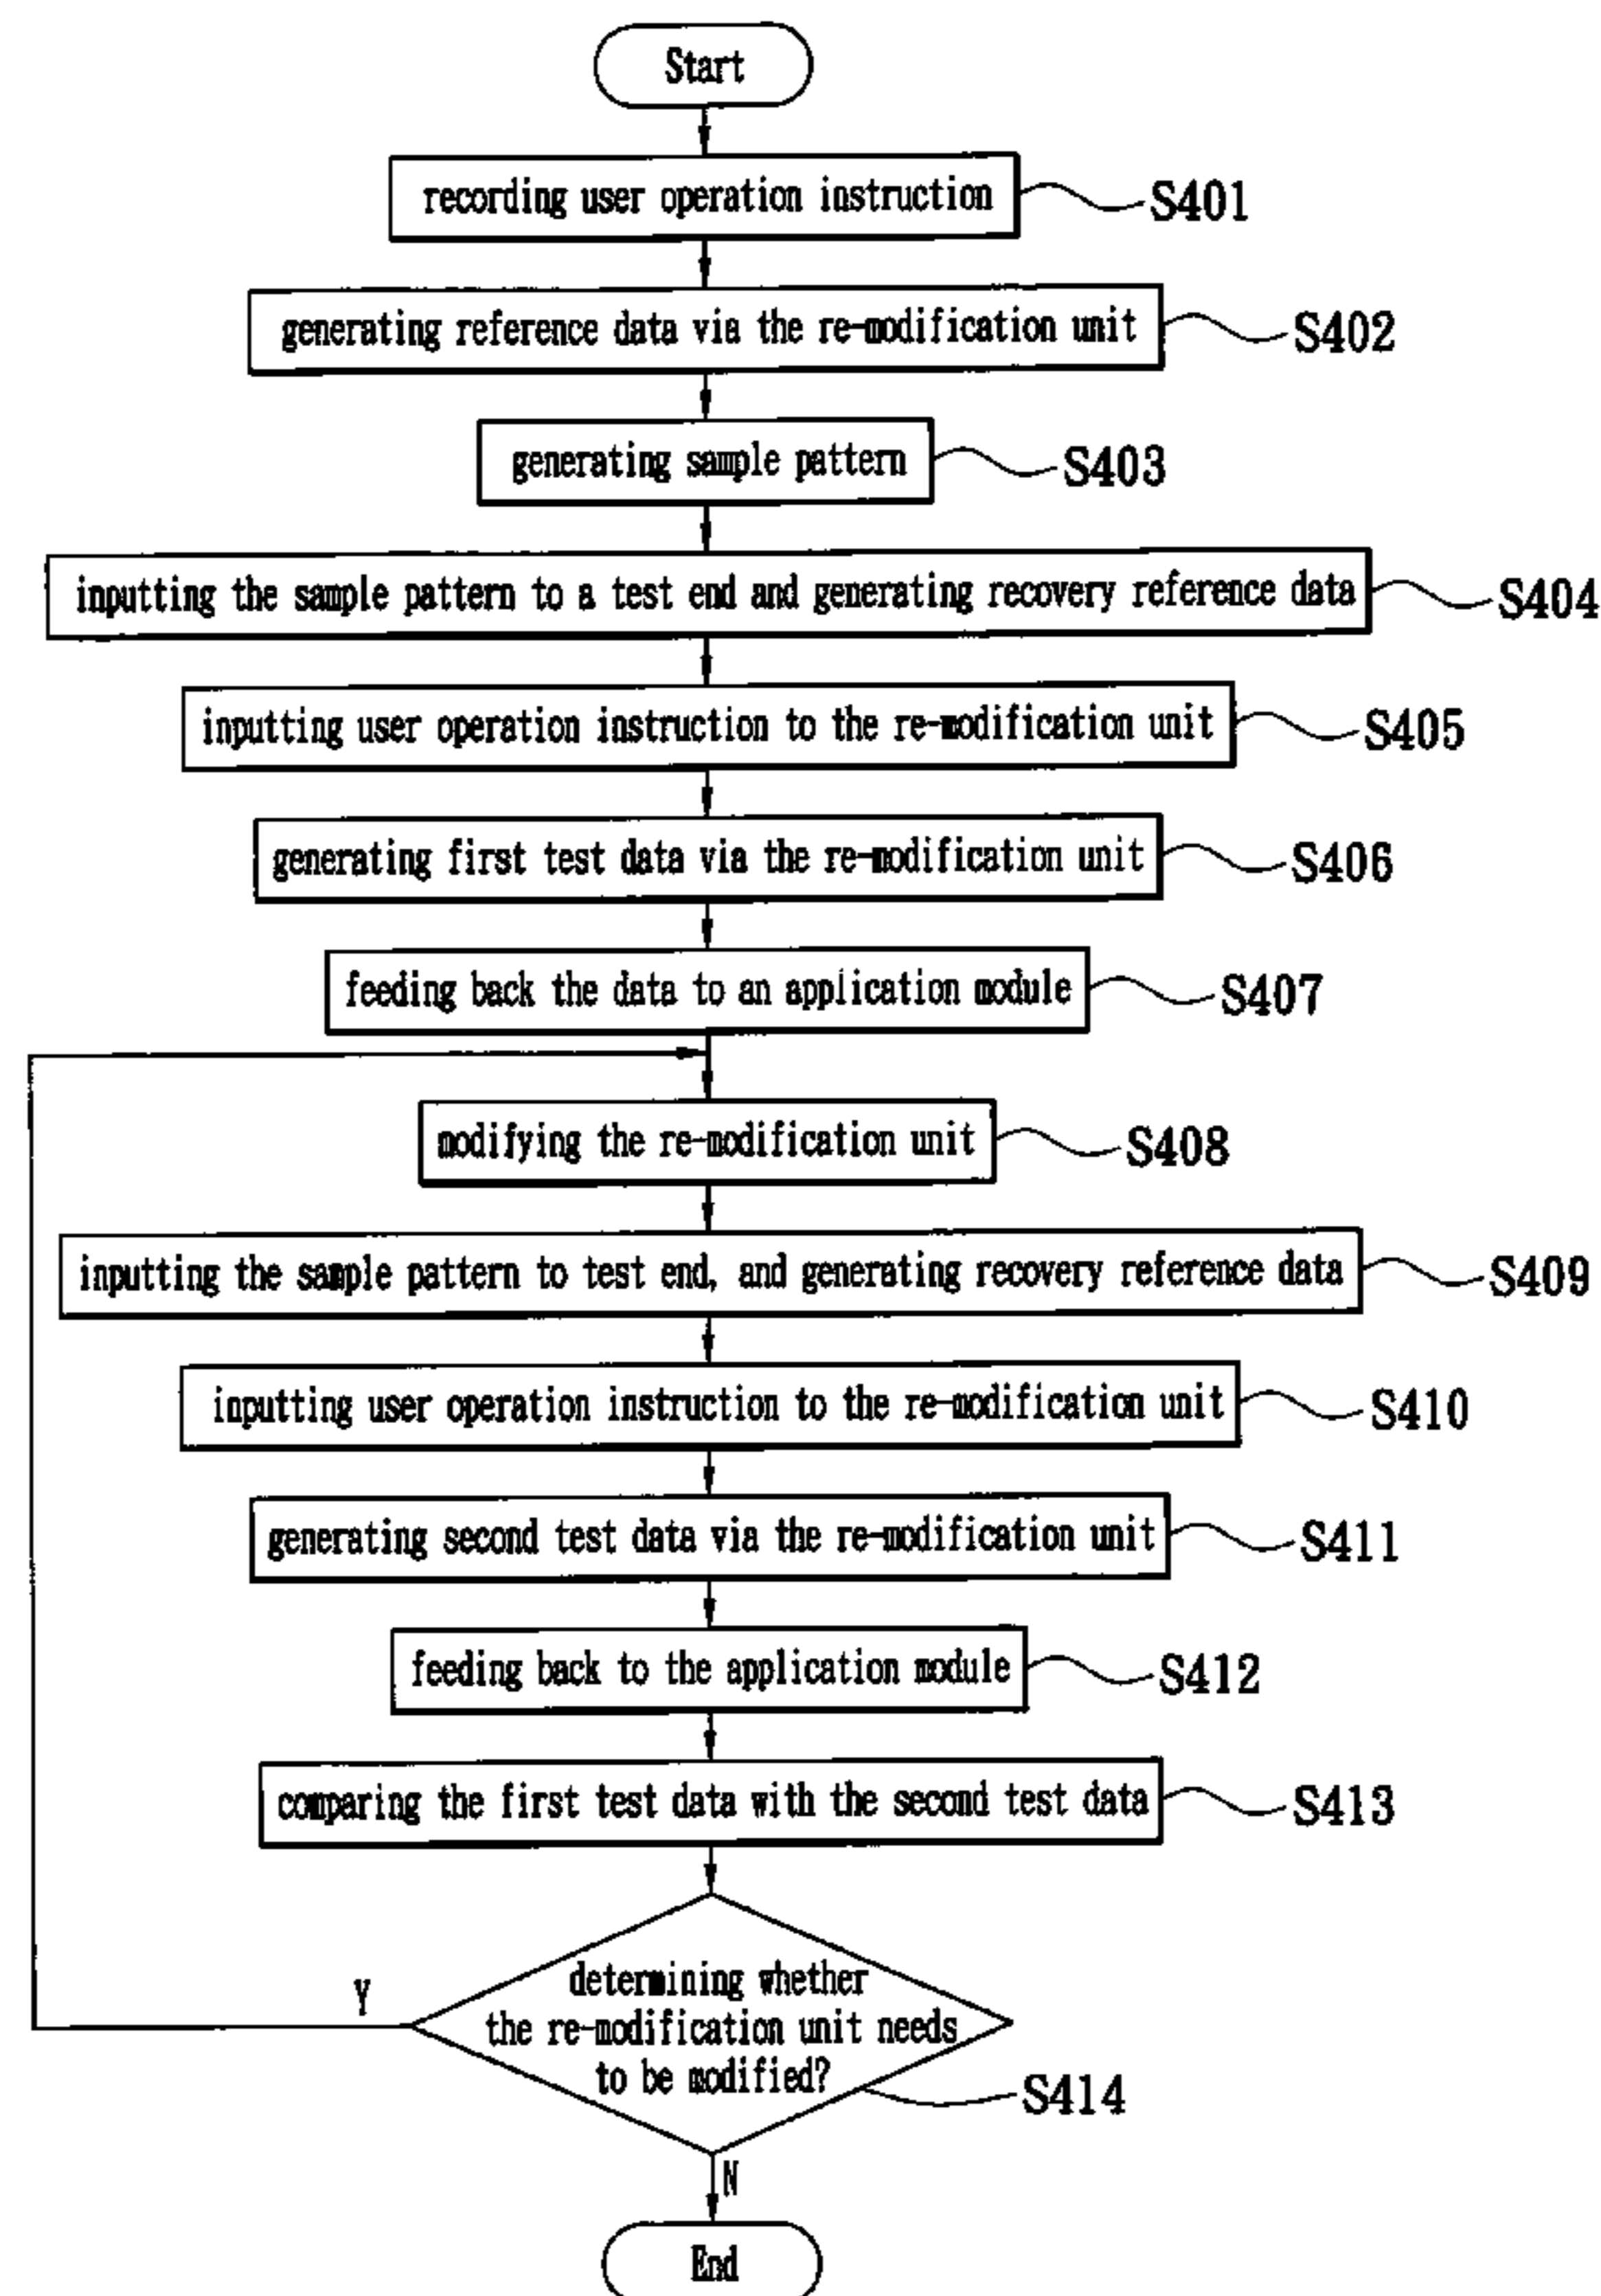 Start
recording user operation instruction
S401
generating reference data via the re-modification unit
S402
generating sample pattern
S403
inputting the sample pattern to a test end and generating recovery reference data
S404
inputting user operation instruction to the re-modification unit
S405
generating first test data via the re-modification unit
S406
feeding back the data to an application module
S407
modifying the re-modification unit
S408
inputting the sample pattern to test end, and generating recovery reference data
S409
inputting user operation instruction to the re-modification unit
S410
generating second test data via the re-modification unit
S411
feeding back to the application module
S412
comparing the first test data with the second test data
S413
Y
determining whether
the re-modification unit needs
to be modified?
S414
N
End